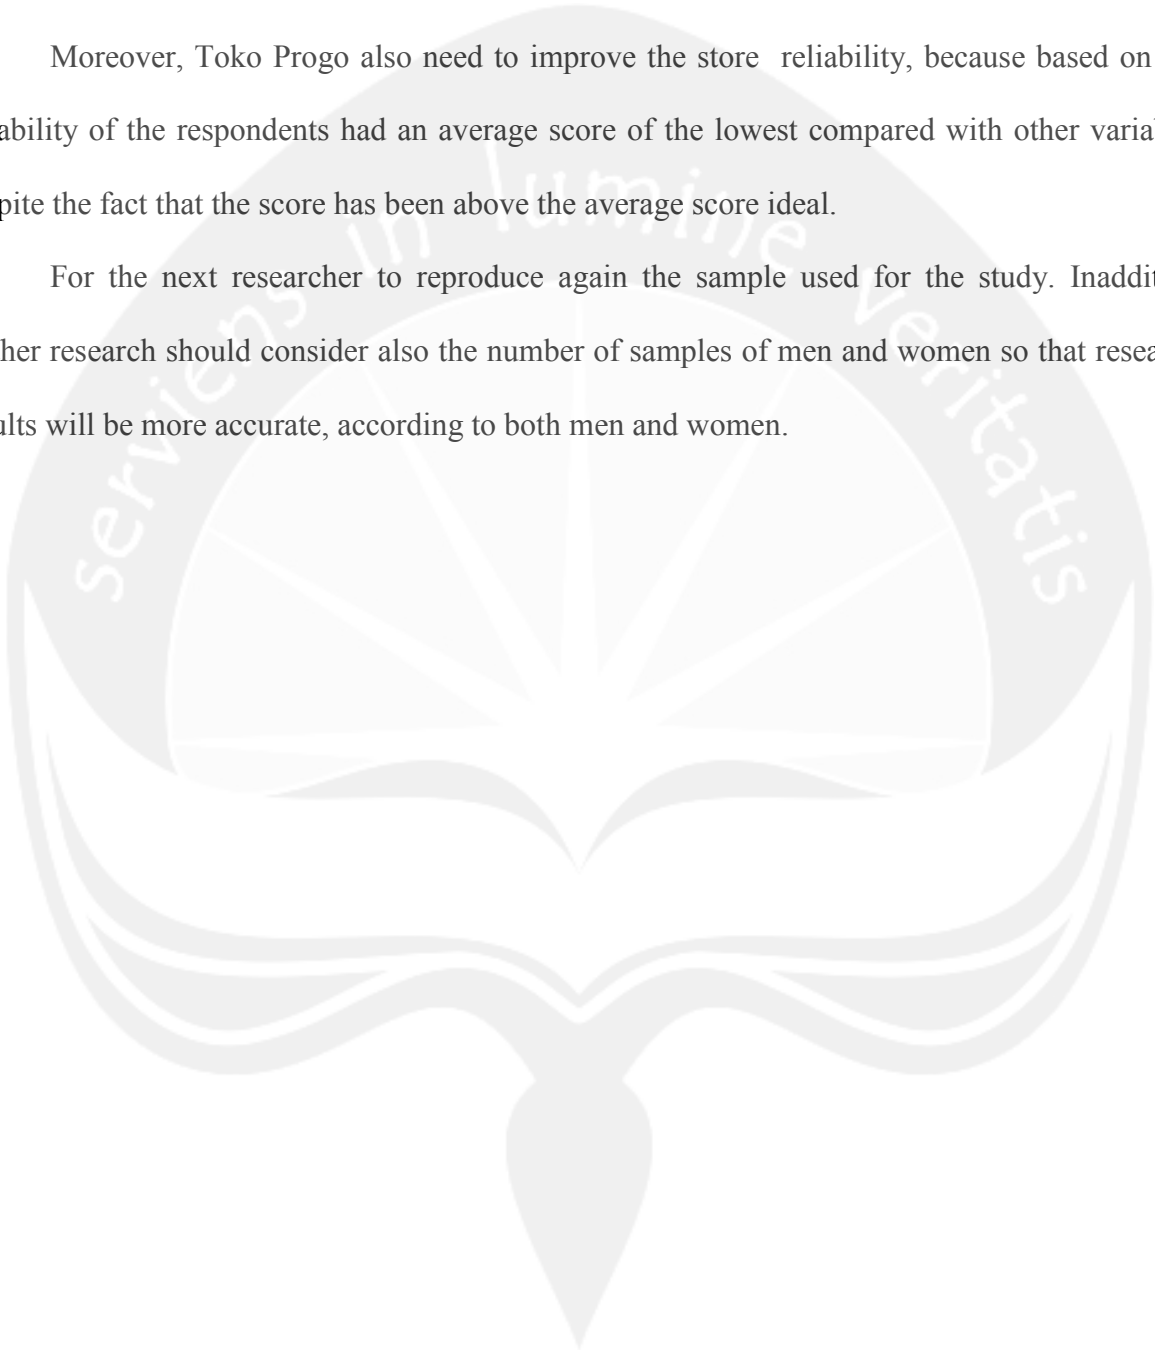 Moreover, Toko Progo also need to improve the store reliability, because based on
ability of the respondents had an average score of the lowest compared with other varia
pite the fact that the score has been above the average score ideal.
For the next researcher to reproduce again the sample used for the study. Inaddit
her research should consider also the number of samples of men and women so that resea
ults will be more accurate, according to both men and women.
serviens in lumine veritatis